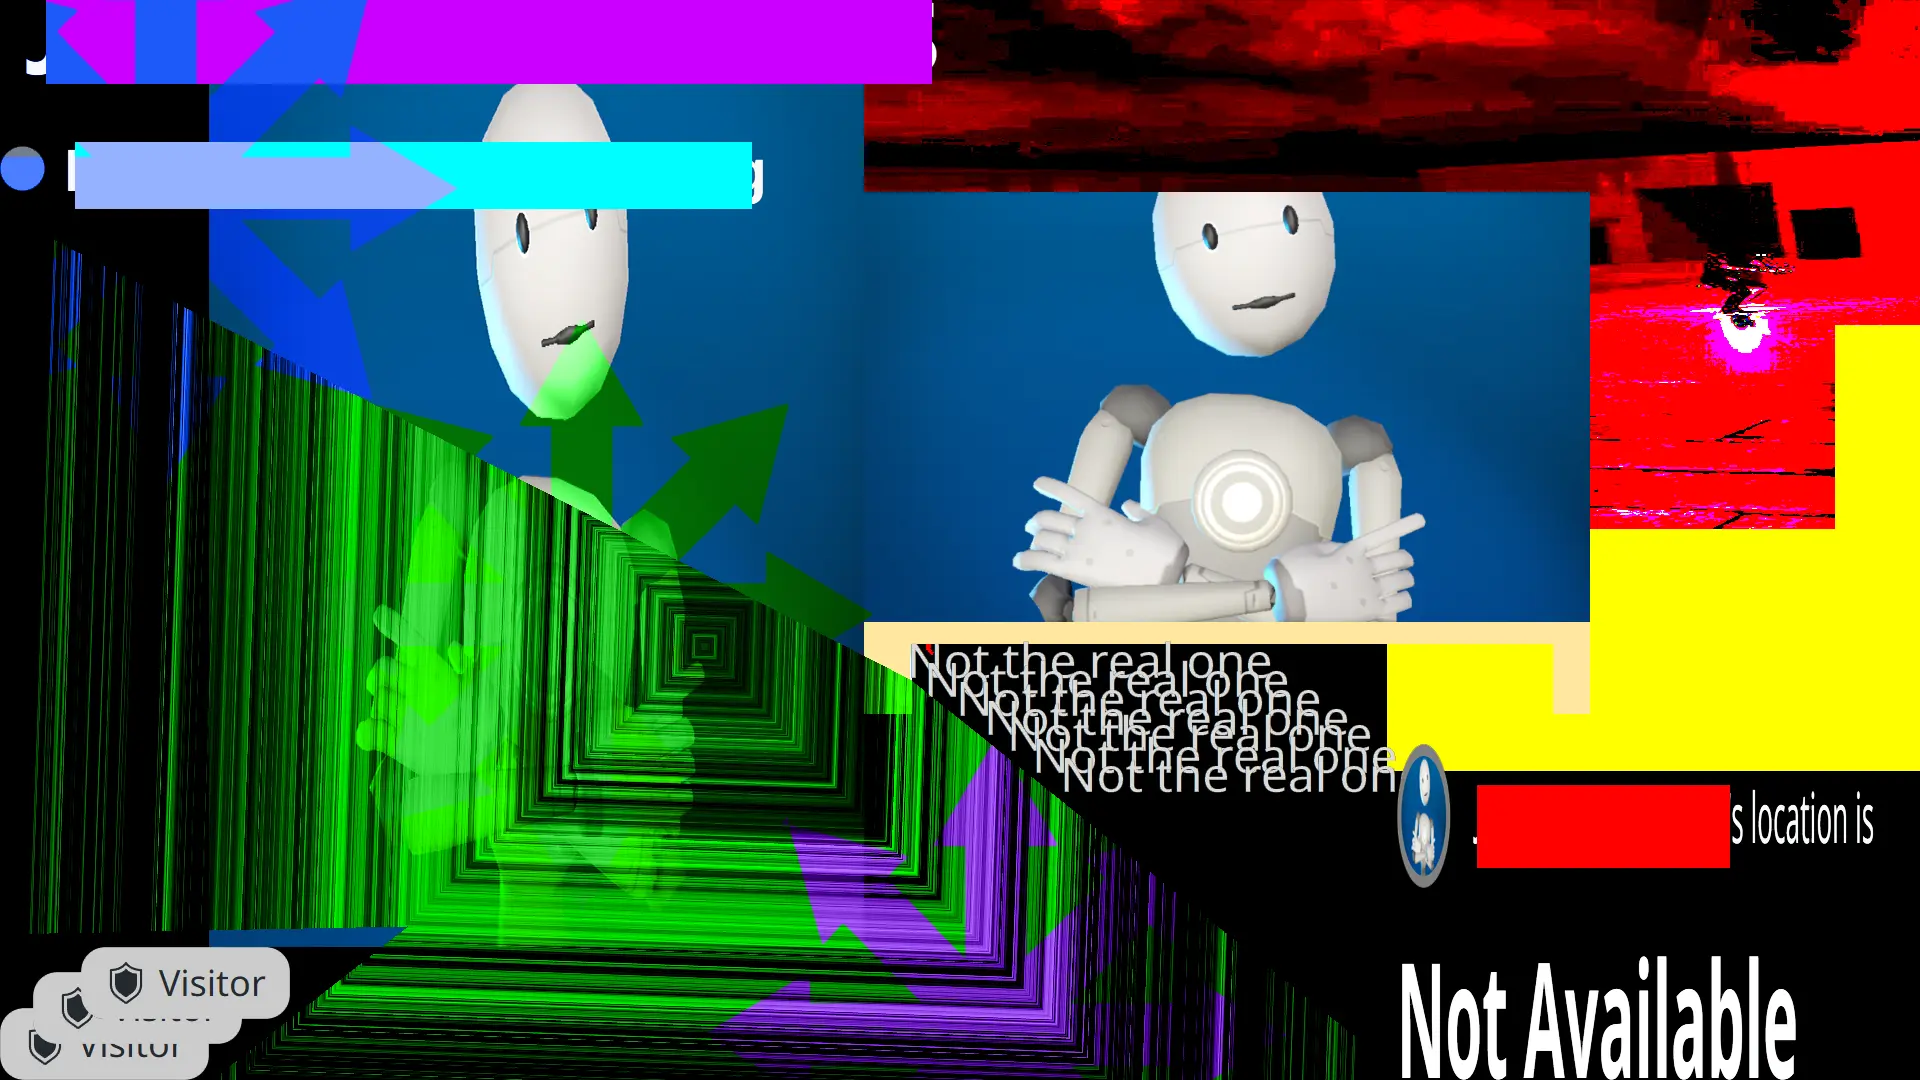 Not the real one
Not the real one
Not the real one
Not the real one
Not the real one
Not the real one
Not the real on
's location is
Not Available
Visitor
Visitor
Visitor